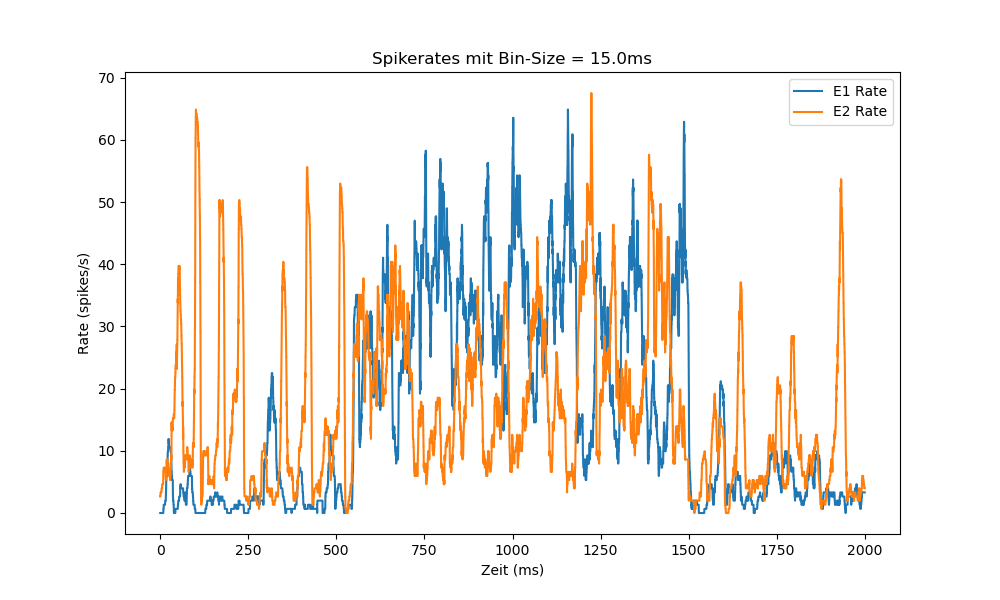 Spikerates mit Bin-Size = 15.0ms
E1 Rate
E2 Rate
Rate (spikes/s)
70
60
50
40
30
20
10
0
0 250 500 750 1000 1250 1500 1750 2000
Zeit (ms)